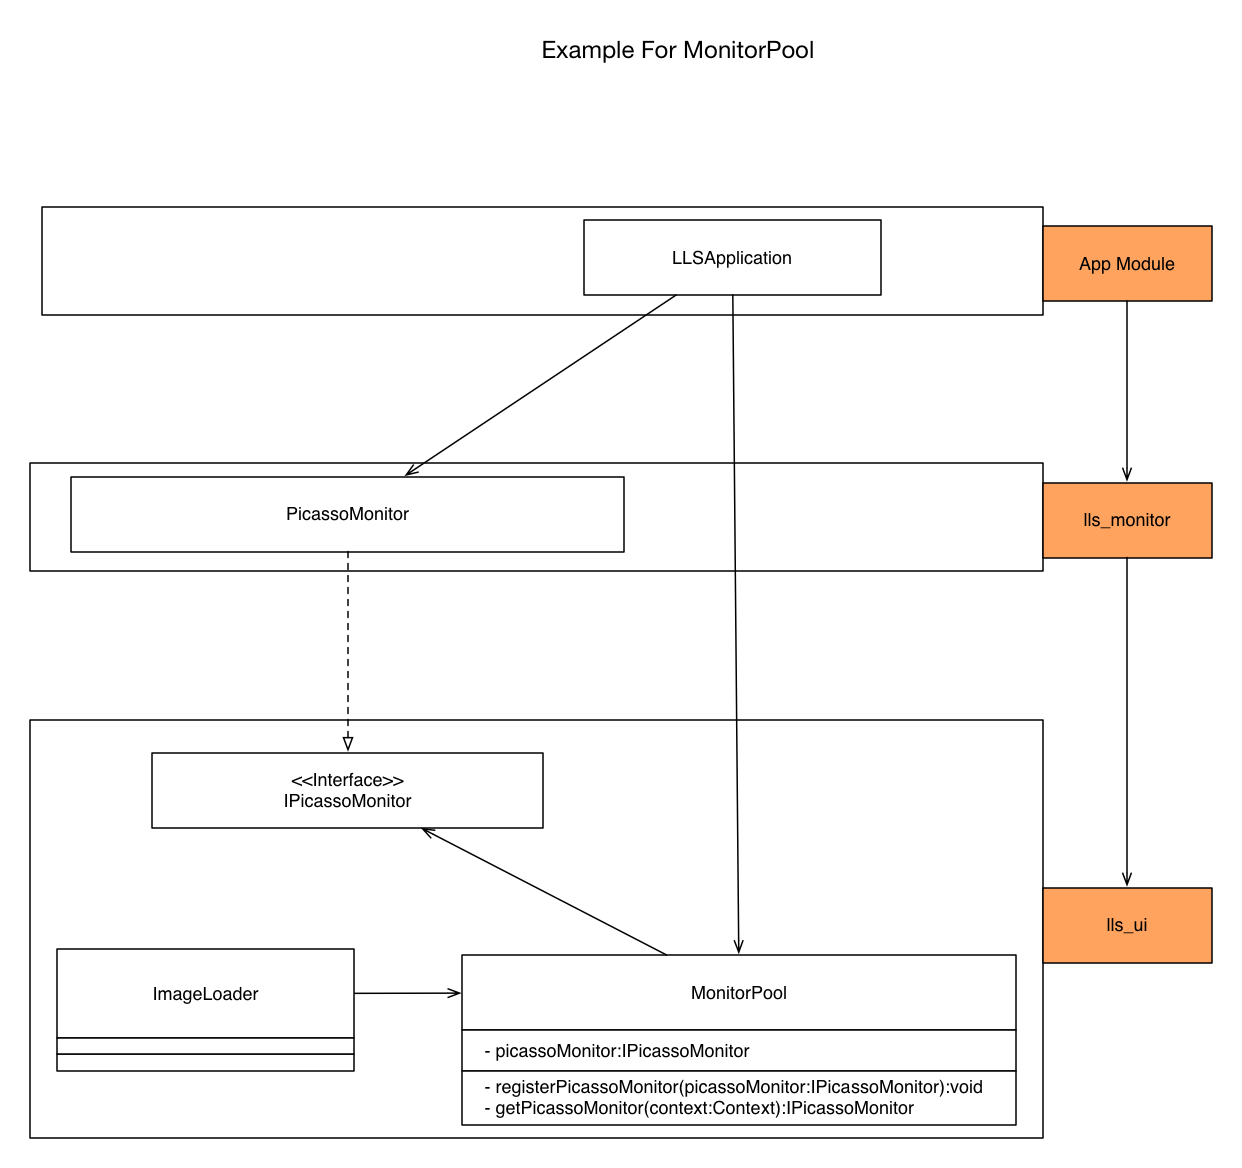 Example For MonitorPool
LLSApplication
App Module
PicassoMonitor
lls_monitor
<<Interface>>
IPicassoMonitor
lls_ui
ImageLoader
MonitorPool
- picassoMonitor:IPicassoMonitor
- registerPicassoMonitor(picassoMonitor:IPicassoMonitor):void
- getPicassoMonitor(context:Context):IPicassoMonitor